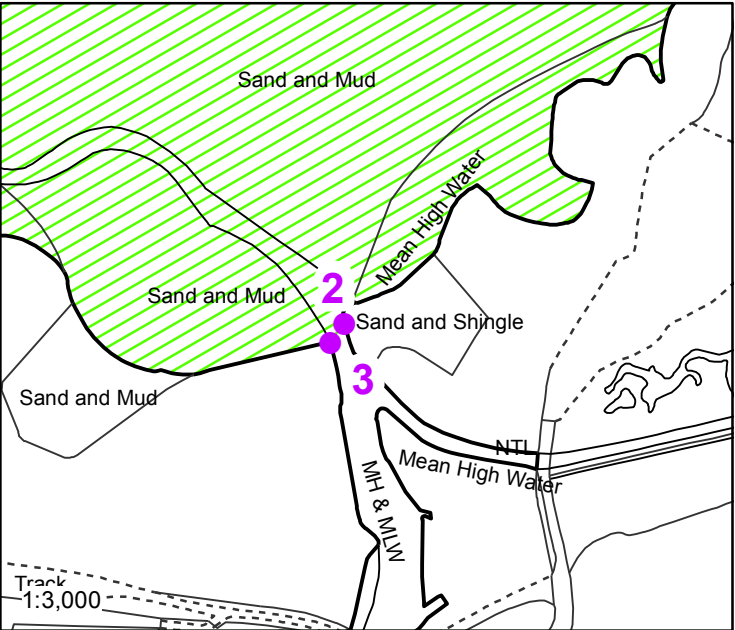 Sand and Mud
Mean High Water
2
Sand and Mud
Sand and Shingle
3
Sand and Mud
NTL
Mean High Water
MH & MLW
Track
1:3,000